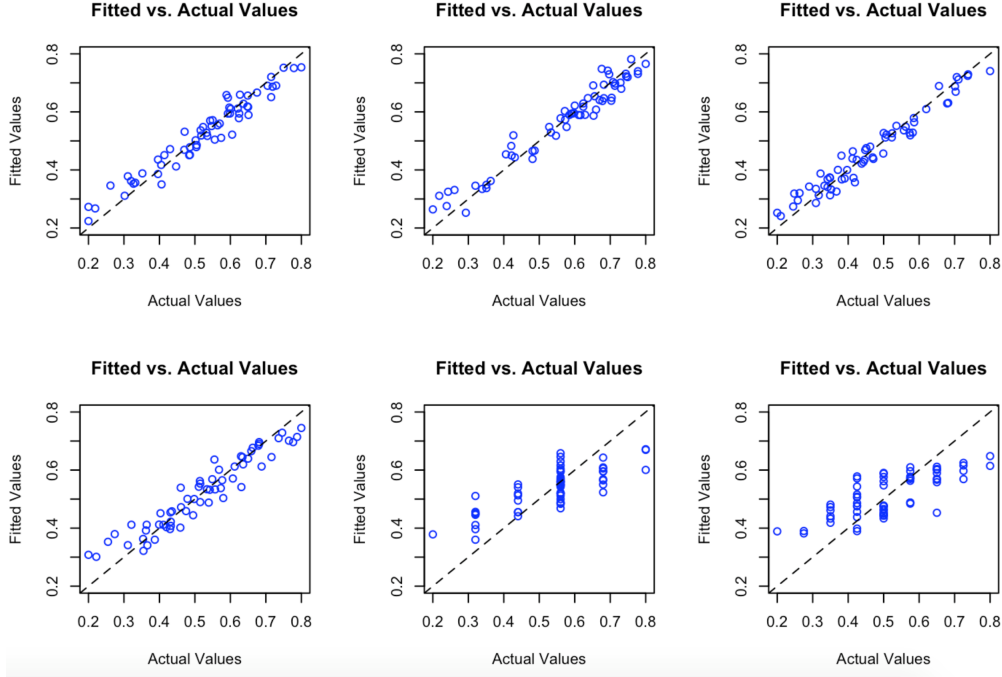 Fitted vs. Actual Values Fitted vs. Actual Values Fitted vs. Actual Values
Fitted Values Fitted Values Fitted Values
0.8 0.8 0.8
0.6 0.6 0.6
0.4 0.4 0.4
0.2 0.2 0.2
0.2 0.3 0.4 0.5 0.6 0.7 0.8 0.2 0.3 0.4 0.5 0.6 0.7 0.8 0.2 0.3 0.4 0.5 0.6 0.7 0.8
Actual Values Actual Values Actual Values
Fitted vs. Actual Values Fitted vs. Actual Values Fitted vs. Actual Values
Fitted Values Fitted Values Fitted Values
0.8 0.8 0.8
0.6 0.6 0.6
0.4 0.4 0.4
0.2 0.2 0.2
0.2 0.3 0.4 0.5 0.6 0.7 0.8 0.2 0.3 0.4 0.5 0.6 0.7 0.8 0.2 0.3 0.4 0.5 0.6 0.7 0.8
Actual Values Actual Values Actual Values